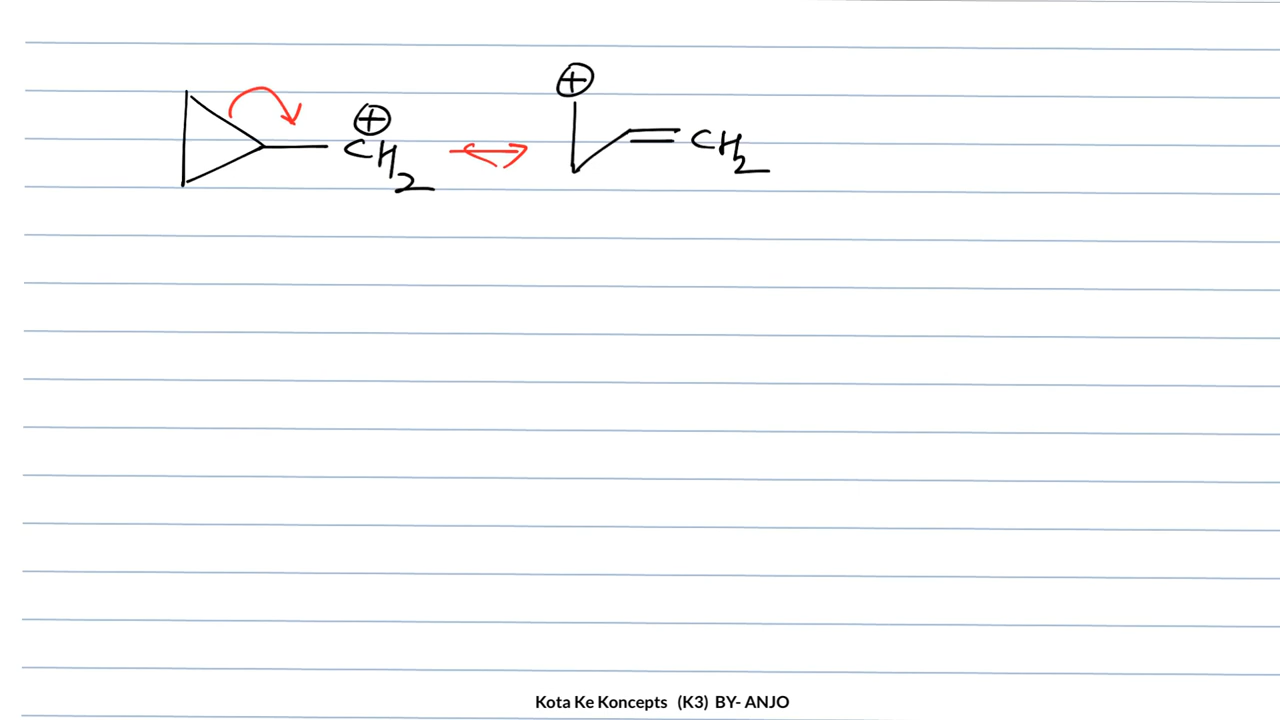 ⊕
⊕
CH2 CH2
Kota Ke Koncepts (K3) BY- ANJO